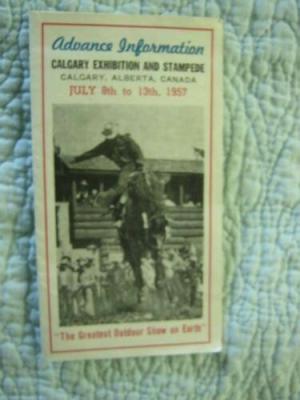 Advance Information
CALGARY EXHIBITION AND STAMPEDE
CALGARY, ALBERTA, CANADA
JULY 8th to 13th, 1957
"The Greatest Outdoor Show on Earth"